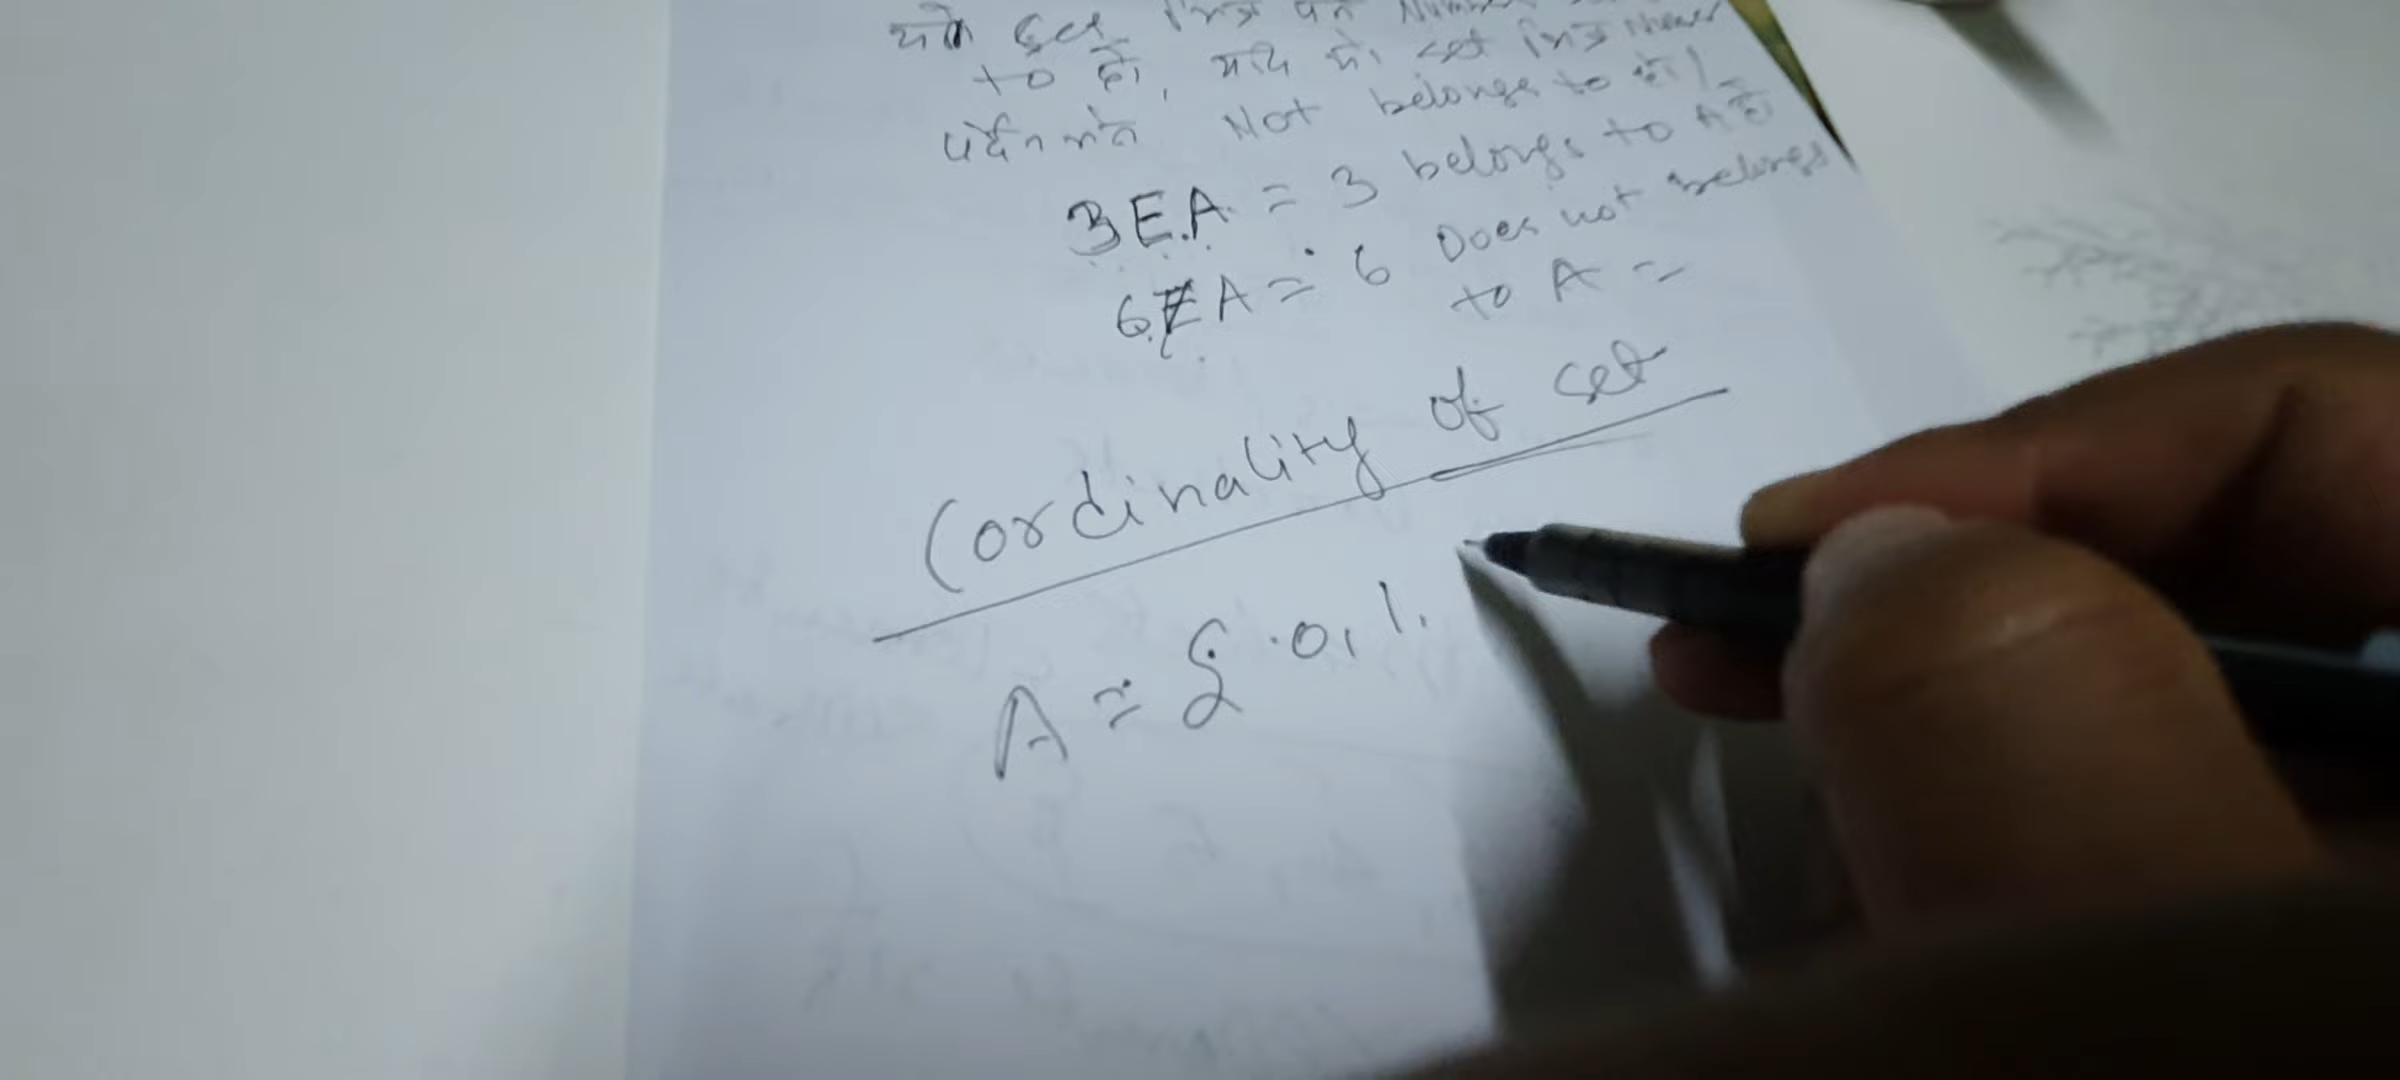 to हो, यदि यो set
Not belongs to हो।
3 E A = 3 belongs to A हो
6 ∉ A = 6 Does not belongs
to A =
Cordinality of set
A = { 0, 1,